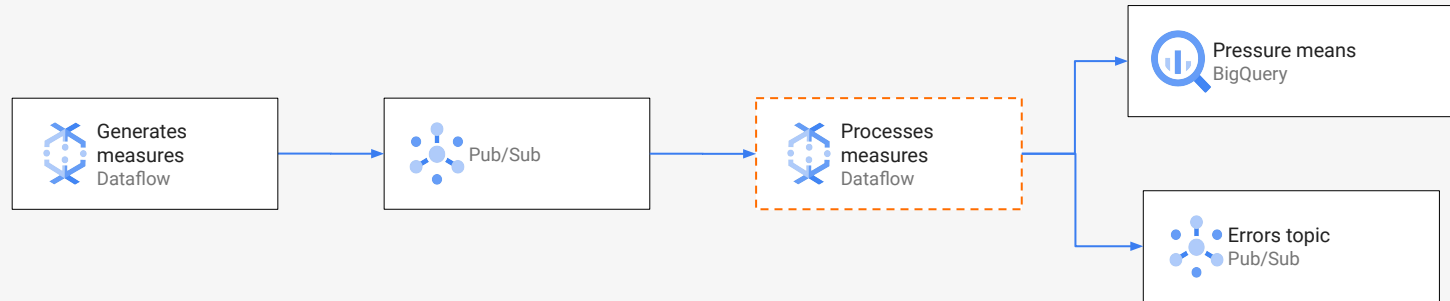 Generates
measures
Dataflow
Pub/Sub
Processes
measures
Dataflow
Pressure means
BigQuery
Errors topic
Pub/Sub